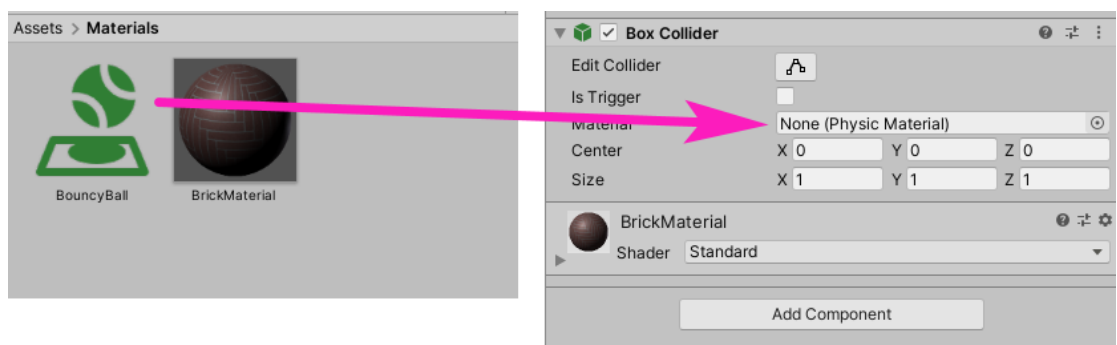 Assets > Materials
BouncyBall
BrickMaterial
Box Collider
Edit Collider
Is Trigger
Material
None (Physic Material)
Center
X 0
Y 0
Z 0
Size
X 1
Y 1
Z 1
BrickMaterial
Shader
Standard
Add Component